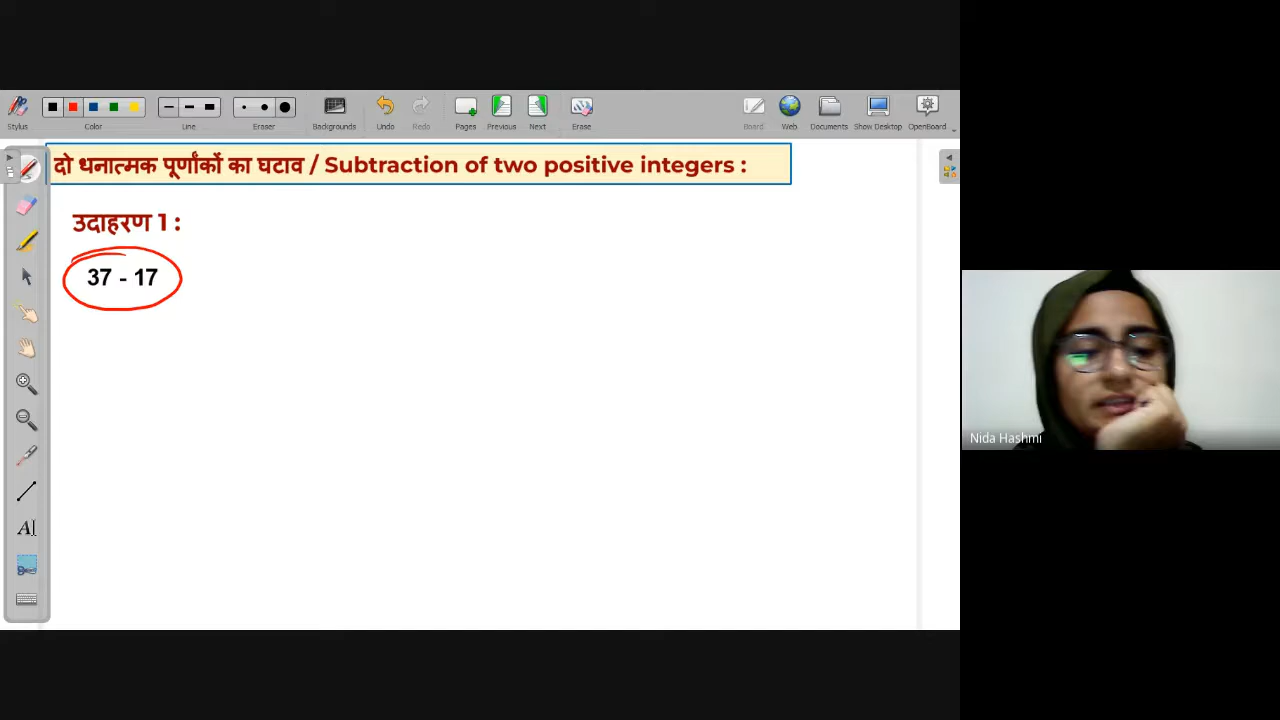 Stylus
Color
Line
Eraser
Backgrounds
Undo
Redo
Pages
Previous
Next
Erase
Board
Web
Documents
Show Desktop
OpenBoard
दो धनात्मक पूर्णांकों का घटाव / Subtraction of two positive integers :
उदाहरण 1 :
37 - 17
AI
Nida Hashmi